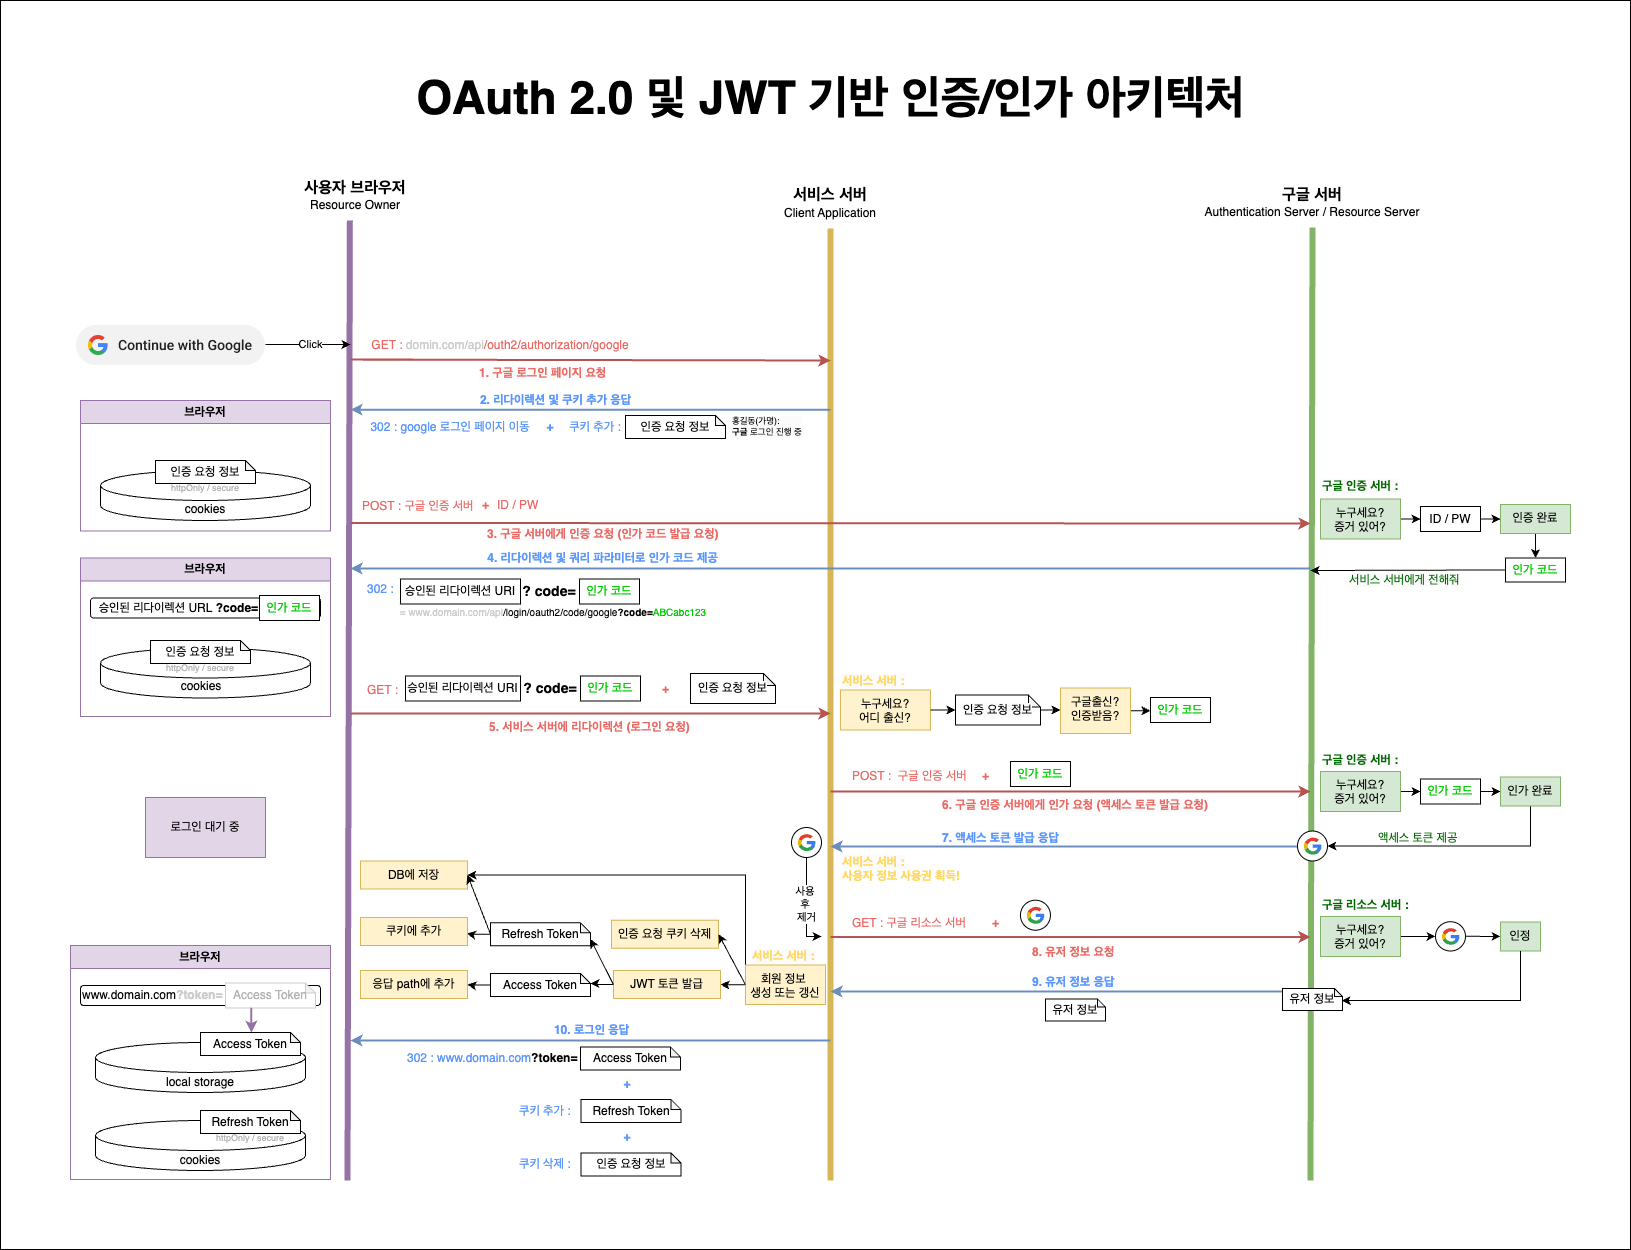 OAuth 2.0 및 JWT 기반 인증/인가 아키텍처
사용자 브라우저
Resource Owner
서비스 서버
Client Application
구글 서버
Authentication Server / Resource Server
Continue with Google
Click
GET : domin.com/api/outh2/authorization/google
1. 구글 로그인 페이지 요청
2. 리다이렉션 및 쿠키 추가 응답
302 : google 로그인 페이지 이동 + 쿠키 추가 : 인증 요청 정보
홍길동(가명):
구글 로그인 진행 중
브라우저
인증 요청 정보
httpOnly / secure
cookies
POST : 구글 인증 서버 + ID / PW
3. 구글 서버에게 인증 요청 (인가 코드 발급 요청)
구글 인증 서버 :
누구세요?
증거 있어?
ID / PW
인증 완료
인가 코드
서비스 서버에게 전해줘
4. 리다이렉션 및 쿼리 파라미터로 인가 코드 제공
302 : 승인된 리다이렉션 URI ? code= 인가 코드
= www.domain.com/api/login/oauth2/code/google?code=ABCabc123
브라우저
승인된 리다이렉션 URL ?code= 인가 코드
인증 요청 정보
httpOnly / secure
cookies
GET : 승인된 리다이렉션 URI ? code= 인가 코드 + 인증 요청 정보
5. 서비스 서버에 리다이렉션 (로그인 요청)
서비스 서버 :
누구세요?
어디 출신?
인증 요청 정보
구글출신?
인증받음?
인가 코드
POST : 구글 인증 서버 + 인가 코드
6. 구글 인증 서버에게 인가 요청 (액세스 토큰 발급 요청)
구글 인증 서버 :
누구세요?
증거 있어?
인가 코드
인가 완료
액세스 토큰 제공
로그인 대기 중
7. 액세스 토큰 발급 응답
서비스 서버 :
사용자 정보 사용권 획득!
사용
후
제거
GET : 구글 리소스 서버 +
8. 유저 정보 요청
구글 리소스 서버 :
누구세요?
증거 있어?
인정
유저 정보
9. 유저 정보 응답
유저 정보
서비스 서버 :
회원 정보
생성 또는 갱신
인증 요청 쿠키 삭제
JWT 토큰 발급
Refresh Token
Access Token
DB에 저장
쿠키에 추가
응답 path에 추가
10. 로그인 응답
302 : www.domain.com?token= Access Token
+
쿠키 추가 : Refresh Token
+
쿠키 삭제 : 인증 요청 정보
브라우저
www.domain.com?token= Access Token
Access Token
local storage
Refresh Token
httpOnly / secure
cookies